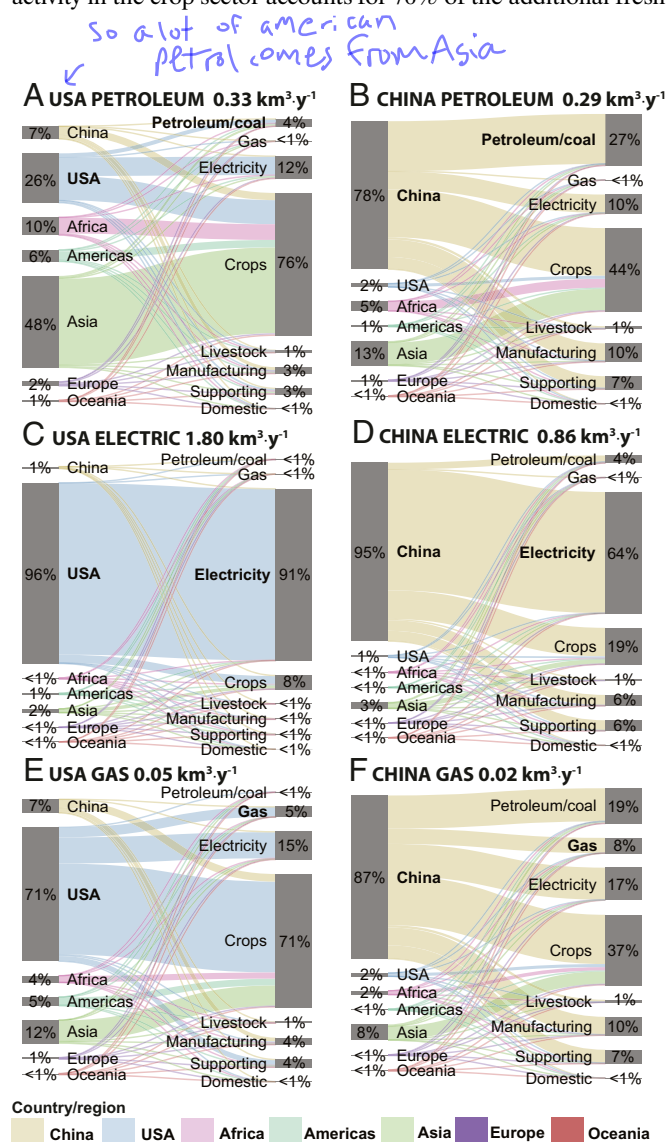 activity in the crop sector accounts for 70% of the additional fresh
So a lot of american
petrol comes from Asia
A USA PETROLEUM 0.33 km³·y⁻¹
7% China
26% USA
10% Africa
6% Americas
48% Asia
2% Europe
1% Oceania
Petroleum/coal 4%
Gas <1%
Electricity 12%
Crops 76%
Livestock 1%
Manufacturing 3%
Supporting 3%
Domestic <1%
B CHINA PETROLEUM 0.29 km³·y⁻¹
78% China
2% USA
5% Africa
1% Americas
13% Asia
1% Europe
<1% Oceania
Petroleum/coal 27%
Gas <1%
Electricity 10%
Crops 44%
Livestock 1%
Manufacturing 10%
Supporting 7%
Domestic <1%
C USA ELECTRIC 1.80 km³·y⁻¹
1% China
96% USA
<1% Africa
1% Americas
2% Asia
<1% Europe
<1% Oceania
Petroleum/coal <1%
Gas <1%
Electricity 91%
Crops 8%
Livestock <1%
Manufacturing <1%
Supporting <1%
Domestic <1%
D CHINA ELECTRIC 0.86 km³·y⁻¹
95% China
1% USA
<1% Africa
<1% Americas
3% Asia
<1% Europe
<1% Oceania
Petroleum/coal 4%
Gas <1%
Electricity 64%
Crops 19%
Livestock 1%
Manufacturing 6%
Supporting 6%
Domestic <1%
E USA GAS 0.05 km³·y⁻¹
7% China
71% USA
4% Africa
5% Americas
12% Asia
1% Europe
<1% Oceania
Petroleum/coal <1%
Gas 5%
Electricity 15%
Crops 71%
Livestock 1%
Manufacturing 4%
Supporting 4%
Domestic <1%
F CHINA GAS 0.02 km³·y⁻¹
87% China
2% USA
2% Africa
<1% Americas
8% Asia
<1% Europe
<1% Oceania
Petroleum/coal 19%
Gas 8%
Electricity 17%
Crops 37%
Livestock 1%
Manufacturing 10%
Supporting 7%
Domestic <1%
Country/region
China USA Africa Americas Asia Europe Oceania